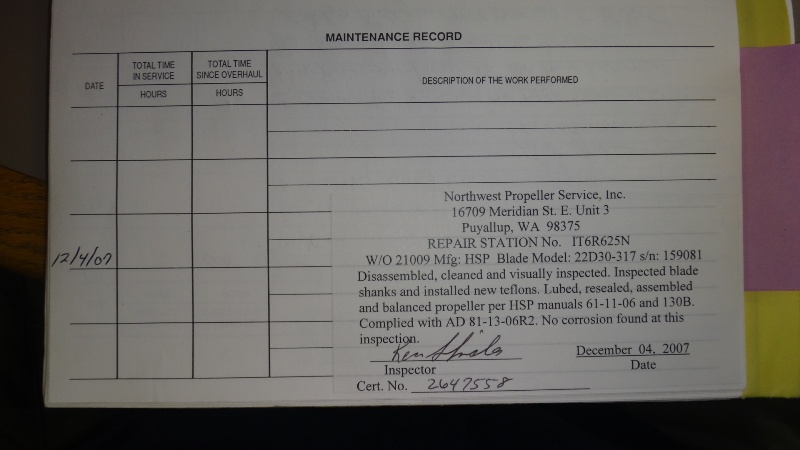 MAINTENANCE RECORD
DATE
TOTAL TIME IN SERVICE
HOURS
TOTAL TIME SINCE OVERHAUL
HOURS
DESCRIPTION OF THE WORK PERFORMED
12/4/07
Northwest Propeller Service, Inc.
16709 Meridian St. E. Unit 3
Puyallup, WA 98375
REPAIR STATION No. IT6R625N
W/O 21009 Mfg: HSP Blade Model: 22D30-317 s/n: 159081
Disassembled, cleaned and visually inspected. Inspected blade
shanks and installed new teflons. Lubed, resealed, assembled
and balanced propeller per HSP manuals 61-11-06 and 130B.
Complied with AD 81-13-06R2. No corrosion found at this
inspection.
Ken
December 04, 2007
Inspector
Date
Cert. No. 2647558